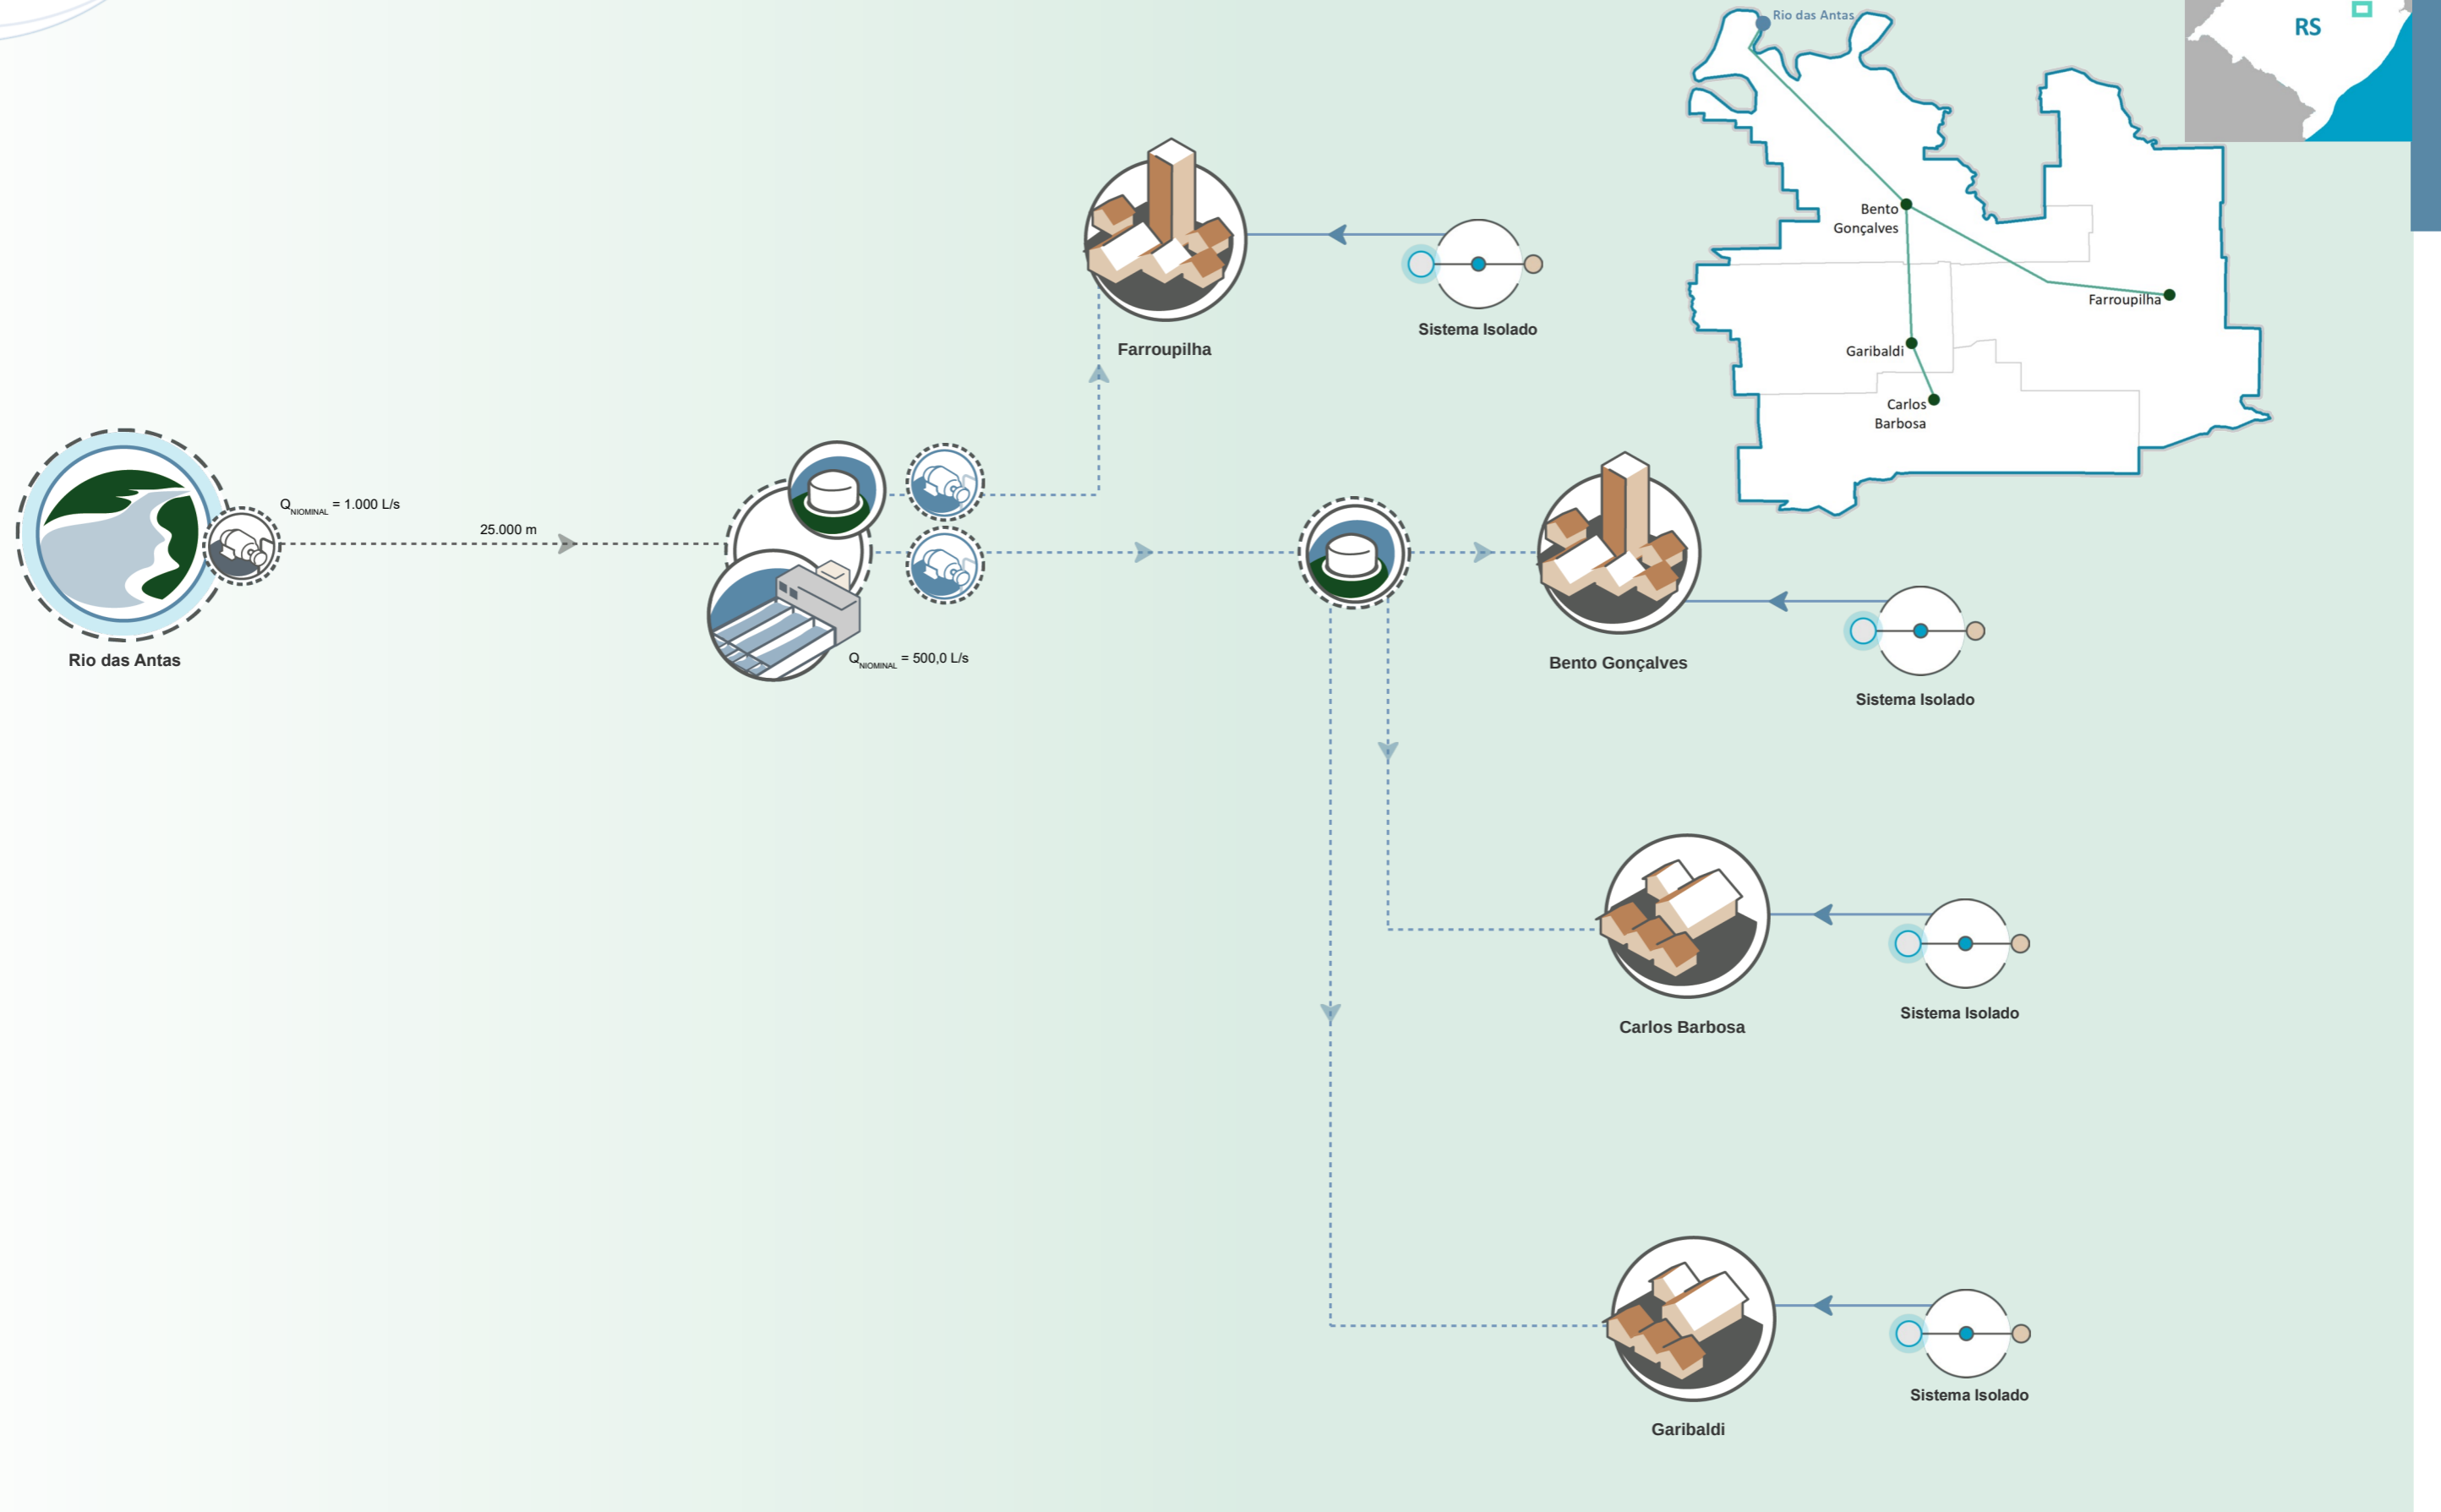 Rio das Antas
RS
Bento
Gonçalves
Farroupilha
Garibaldi
Carlos
Barbosa
Farroupilha
Sistema Isolado
QNIOMINAL = 1.000 L/s
25.000 m
Rio das Antas
QNIOMINAL = 500,0 L/s
Bento Gonçalves
Sistema Isolado
Carlos Barbosa
Sistema Isolado
Garibaldi
Sistema Isolado